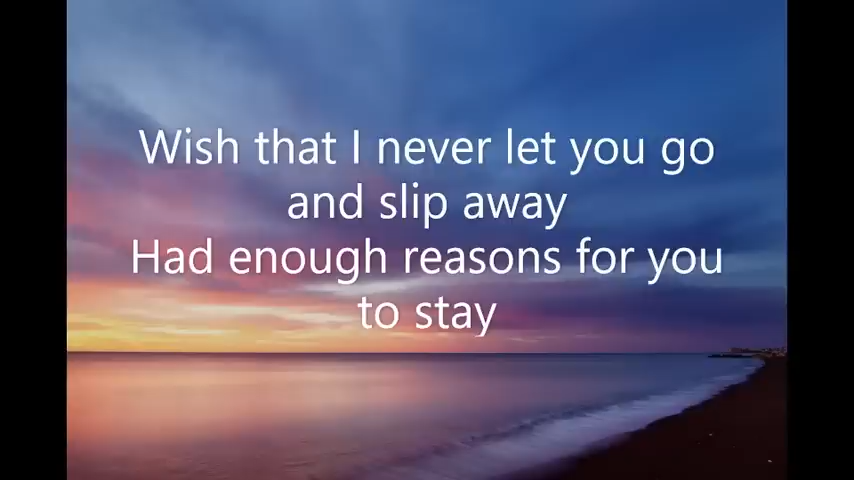 Wish that I never let you go
and slip away
Had enough reasons for you
to stay